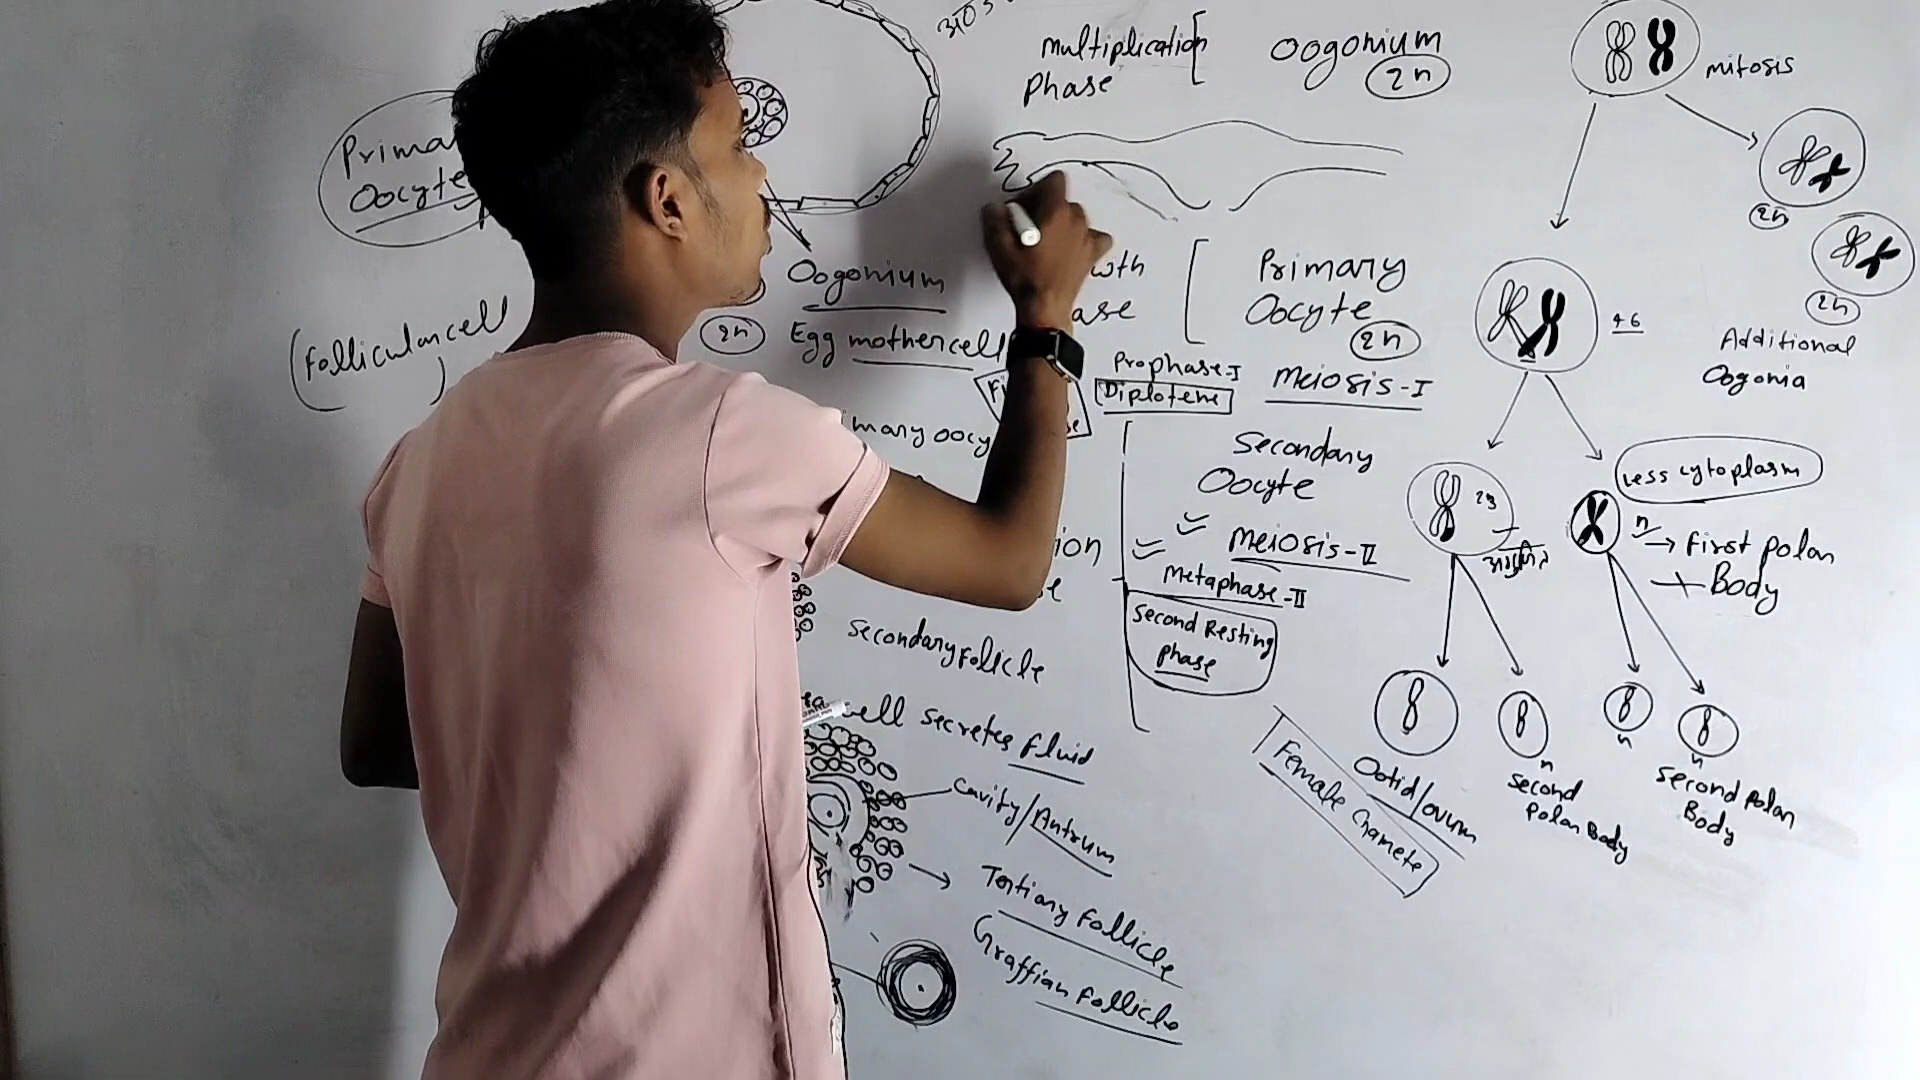 Multiplication
Phase
Oogonium
2n
mitosis
2n
2n
Additional
Oogonia
Oocyte
Oogonium
2n
Egg mothercell
Primary
Oocyte
2n
46
Prophase-I
Diplotene
Meiosis-I
Secondary
Oocyte
23
Less cytoplasm
n
First polar
Body
Meiosis-II
Metaphase-II
Second Resting
phase
Secondary follicle
secretes fluid
Cavity/Antrum
Tertiary follicle
Graffian follicle
Ootid/ovum
Female Gamete
n
second
polar Body
n
n
second polar
Body